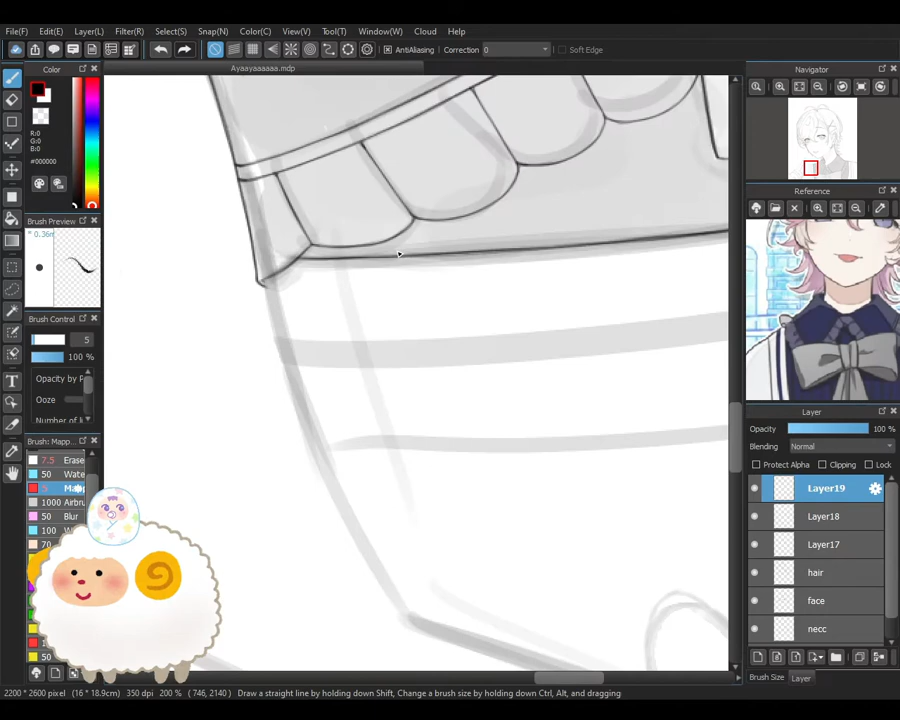 File(F) Edit(E) Layer(L) Filter(R) Select(S) Snap(N) Color(C) View(V) Tool(T) Window(W) Cloud Help
AntiAliasing Correction 0 Soft Edge
Color
Ayaayaaaaaa.mdp
Navigator
R:0
G:0
B:0
#000000
Reference
Brush Preview
Brush Control
5
100 %
Opacity by P
Ooze
Layer
Opacity 100 %
Blending Normal
Brush: Mapp...
Protect Alpha Clipping Lock
7.5 Erase
50 Wate
1000 Airbru
50 Blur
100
70
50
Layer19
Layer18
Layer17
hair
face
necc
Brush Size Layer
2200 * 2600 pixel (16 * 18.9cm) 350 dpi 200 % ( 746, 2140 ) Draw a straight line by holding down Shift, Change a brush size by holding down Ctrl, Alt, and dragging